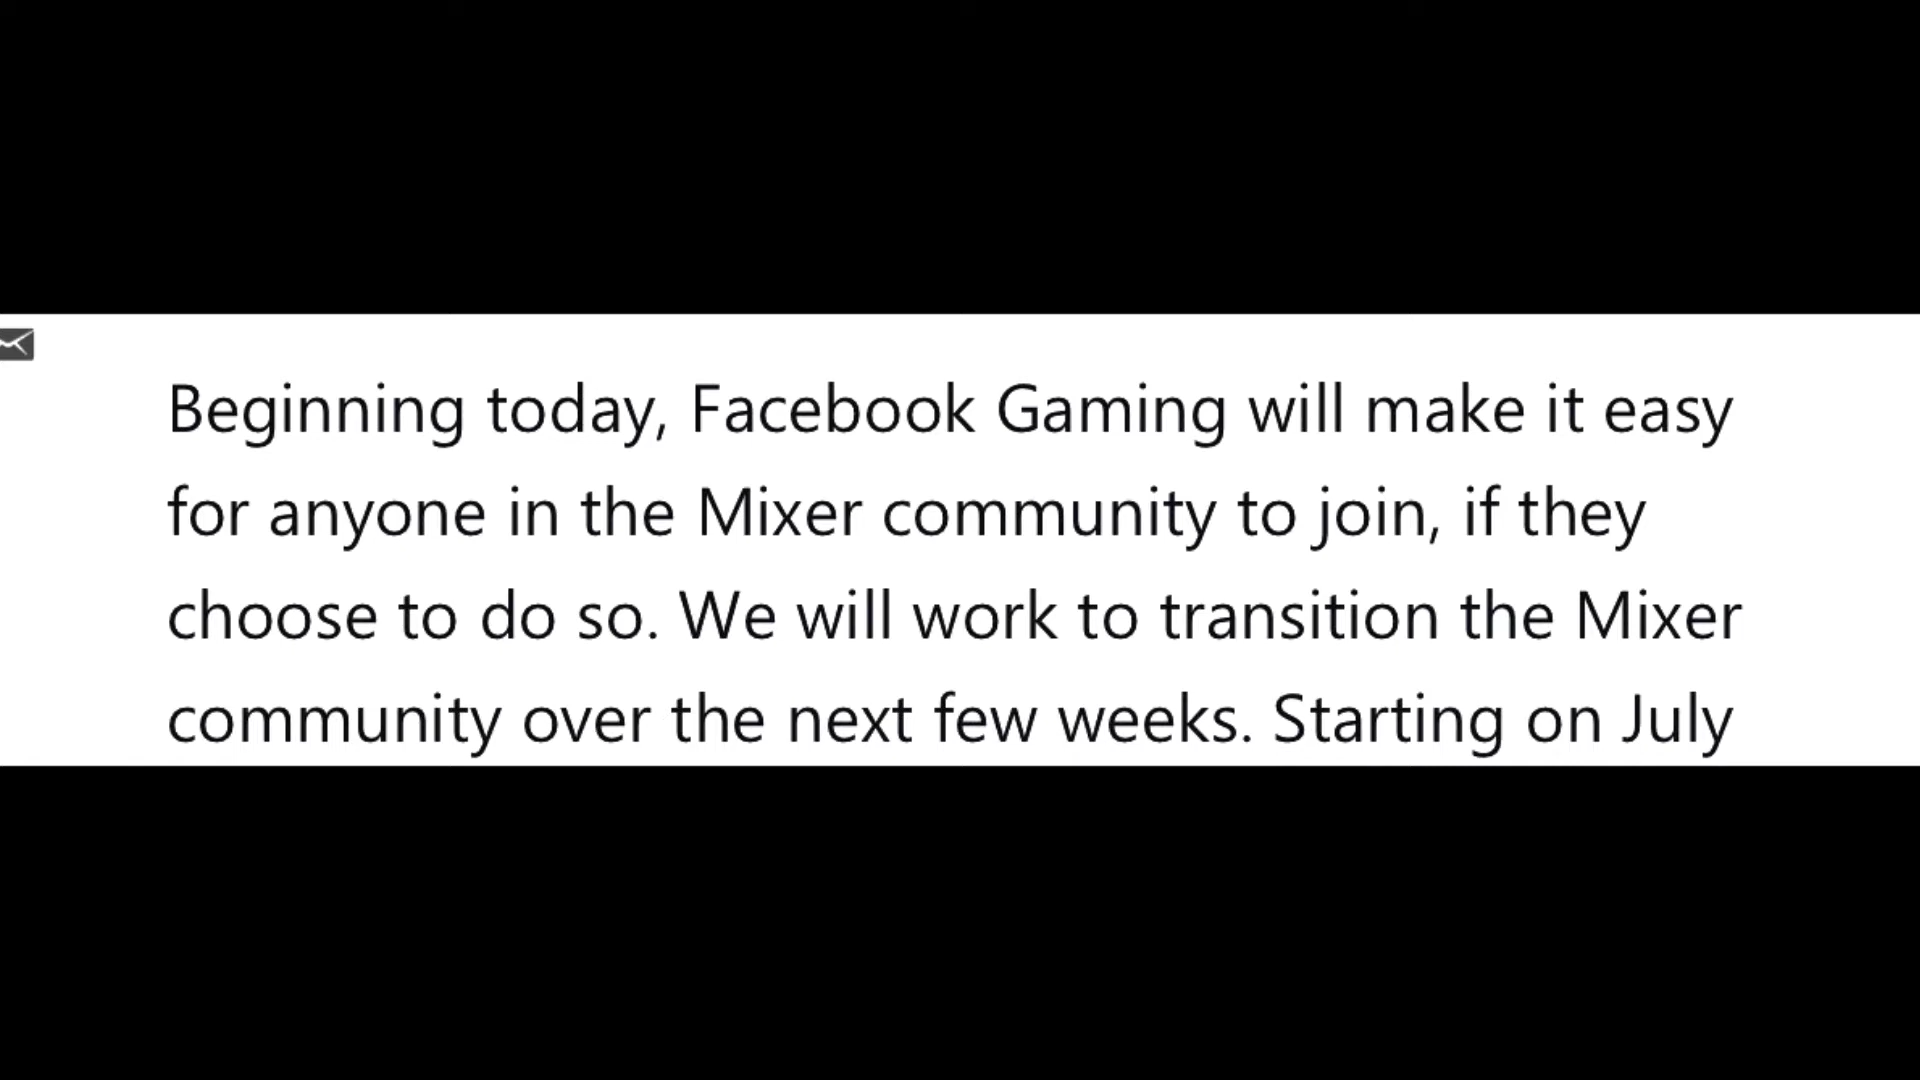 Beginning today, Facebook Gaming will make it easy
for anyone in the Mixer community to join, if they
choose to do so. We will work to transition the Mixer
community over the next few weeks. Starting on July